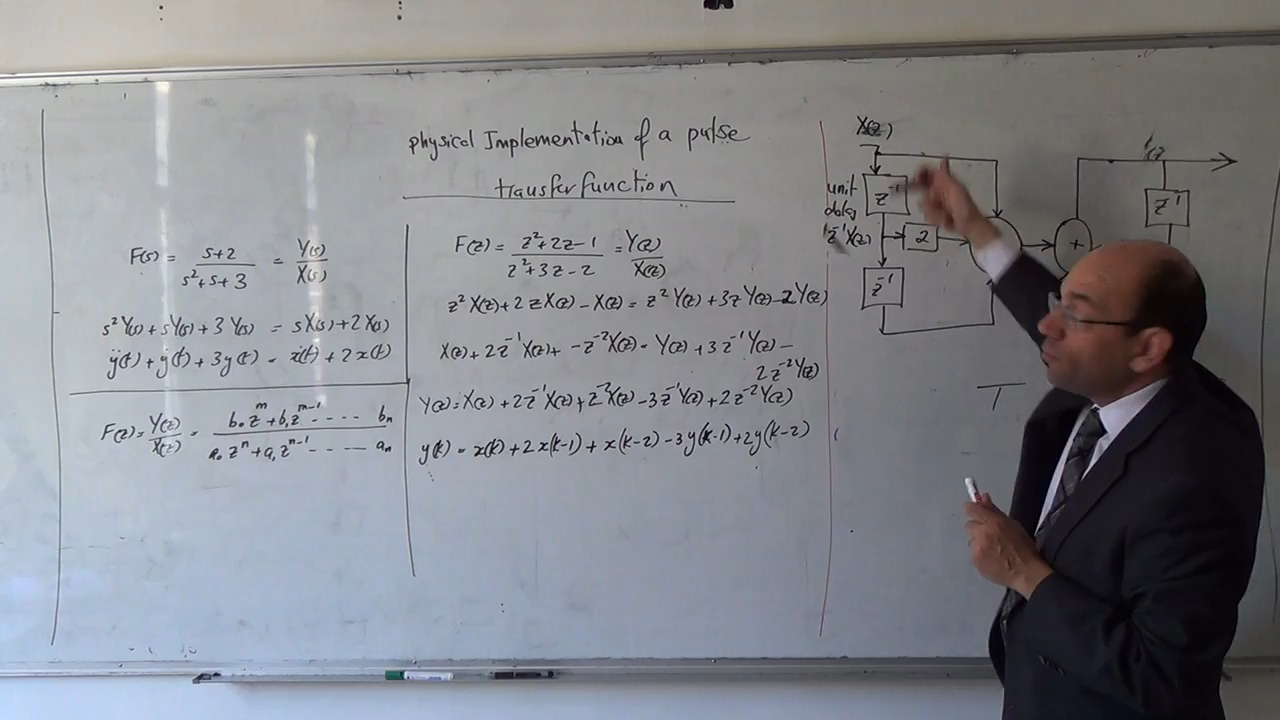 physical Implementation of a pulse
transfer function
F(s) = s+2 / s²+s+3 = Y(s) / X(s)
s²Y(s)+sY(s)+3Y(s) = sX(s)+2X(s)
ÿ(t)+ẏ(t)+3y(t) = ẋ(t)+2x(t)
F(z) = Y(z) / X(z) = b₀z^m+b₁z^m-1 ---- bₙ / a₀z^n+a₁z^n-1 ---- aₙ
F(z) = z²+2z-1 / z²+3z-2 = Y(z) / X(z)
z²X(z)+2zX(z)-X(z) = z²Y(z)+3zY(z)-2Y(z)
X(z)+2z⁻¹X(z)+ -z⁻²X(z) = Y(z)+3z⁻¹Y(z)-
2z⁻²Y(z)
Y(z)=X(z)+2z⁻¹X(z)+z⁻²X(z)-3z⁻¹Y(z)+2z⁻²Y(z)
y(k) = x(k)+2x(k-1)+x(k-2)-3y(k-1)+2y(k-2)
X(z)
unit
delay
z⁻¹
z⁻¹X(z)
2
z⁻¹
+
z⁻¹
T